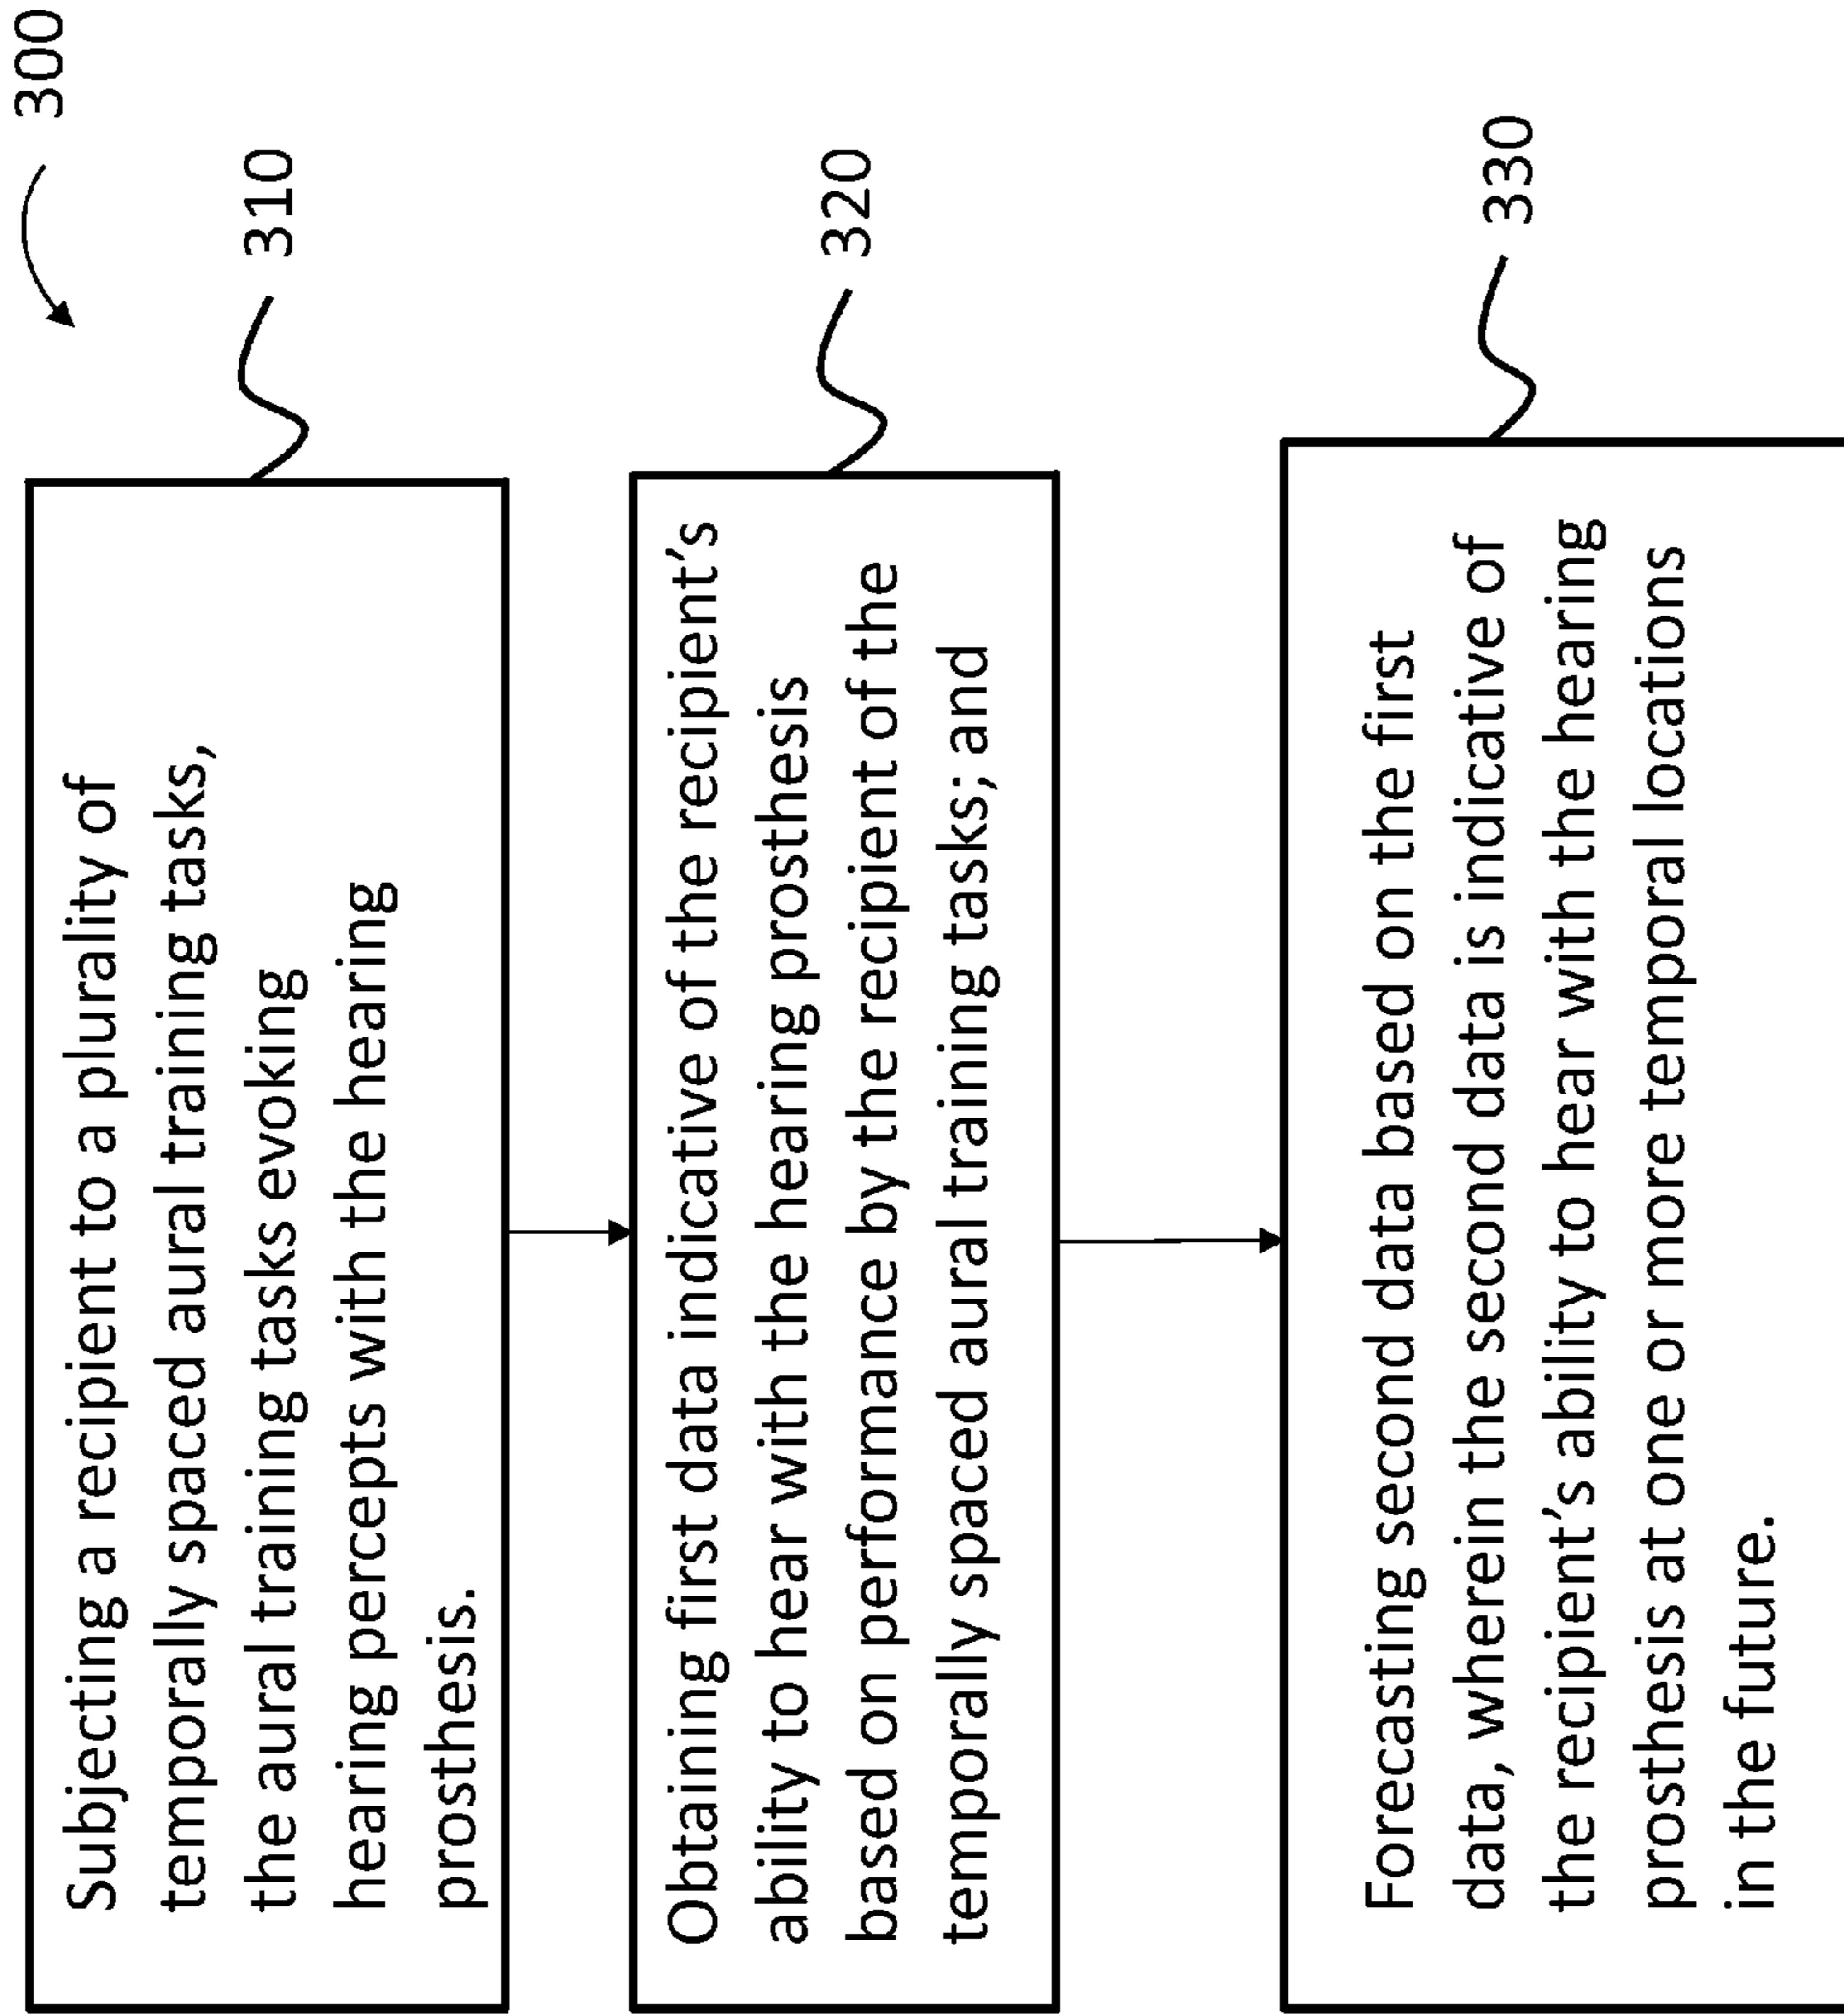 300
Subjecting a recipient to a plurality of
temporally spaced aural training tasks,
the aural training tasks evoking
hearing percepts with the hearing
prosthesis.
310
Obtaining first data indicative of the recipient's
ability to hear with the hearing prosthesis
based on performance by the recipient of the
temporally spaced aural training tasks; and
320
Forecasting second data based on the first
data, wherein the second data is indicative of
the recipient's ability to hear with the hearing
prosthesis at one or more temporal locations
in the future.
330